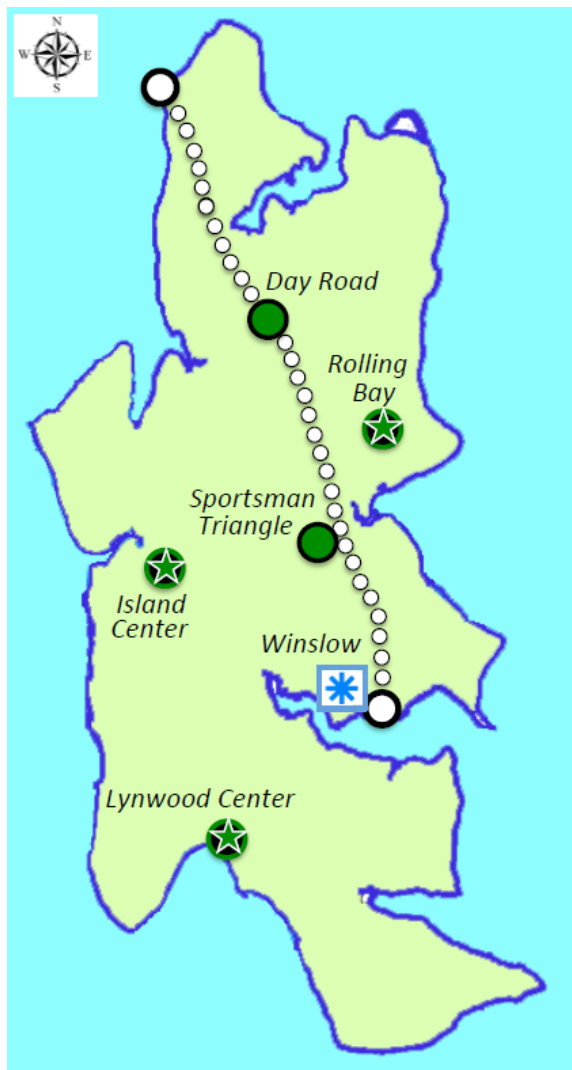 N
W E
S
Day Road
Rolling
Bay
Sportsman
Triangle
Island
Center
Winslow
Lynwood Center